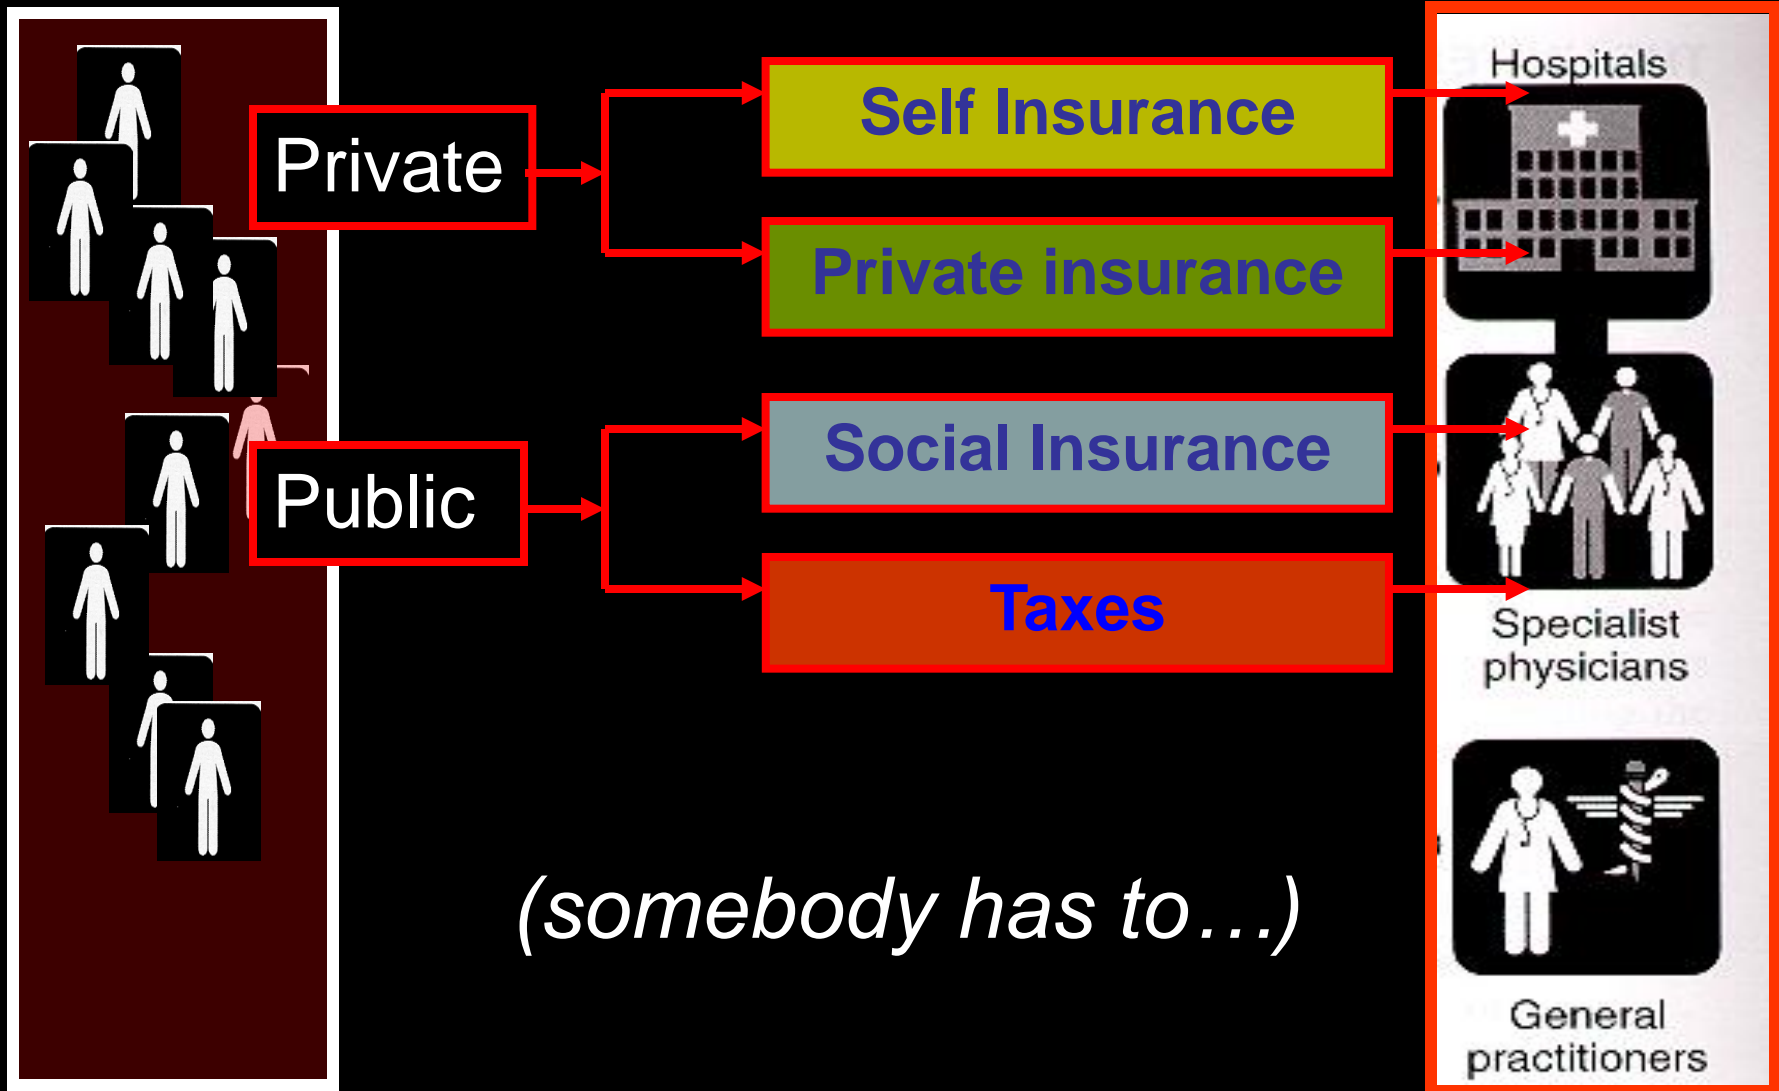 Private
Public
Self Insurance
Private insurance
Social Insurance
Taxes
(somebody has to…)
Hospitals
Specialist
physicians
General
practitioners